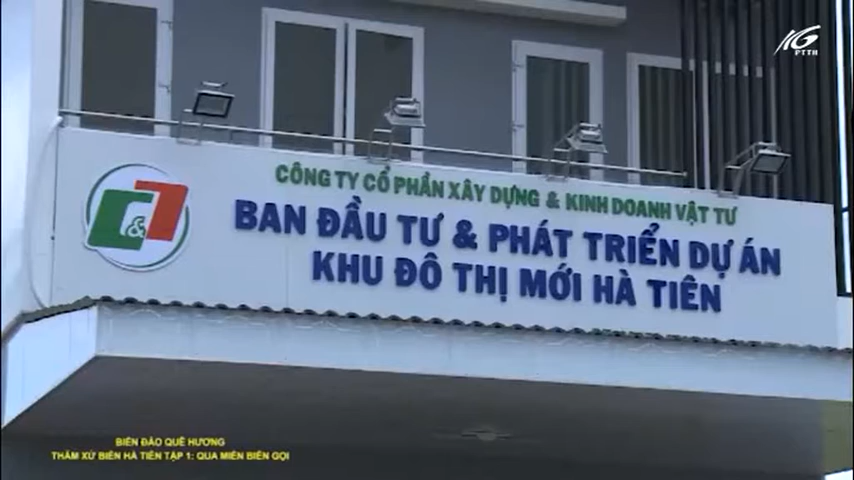 KG
PTTH
CÔNG TY CỔ PHẦN XÂY DỰNG & KINH DOANH VẬT TƯ
BAN ĐẦU TƯ & PHÁT TRIỂN DỰ ÁN
KHU ĐÔ THỊ MỚI HÀ TIÊN
&
BIỂN ĐẢO QUÊ HƯƠNG
THĂM XỨ BIỂN HÀ TIÊN TẬP 1: QUA MIỀN BIỂN GỌI